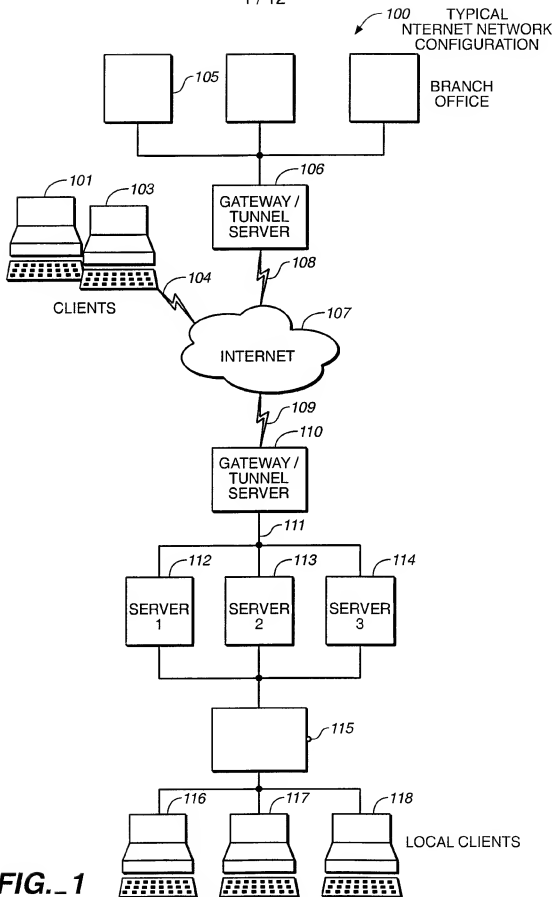 1 / 12
100
TYPICAL
NTERNET NETWORK
CONFIGURATION
105
BRANCH
OFFICE
101
103
106
GATEWAY /
TUNNEL
SERVER
104
108
CLIENTS
107
INTERNET
109
110
GATEWAY /
TUNNEL
SERVER
111
112
113
114
SERVER
1
SERVER
2
SERVER
3
115
116
117
118
LOCAL CLIENTS
FIG._1